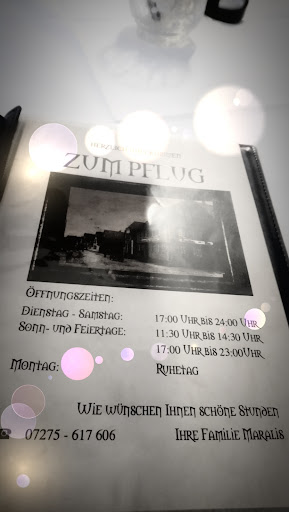 ZUM PFLUG
ÖFFNUNGSZEITEN:
DIENSTAG - SAMSTAG: 17:00 UHR BIS 24:00 UHR
SONN- UND FEIERTAGE: 11:30 UHR BIS 14:30 UHR
17:00 UHR BIS 23:00 UHR
MONTAG: RUHETAG
WIE WÜNSCHEN IHNEN SCHÖNE STUNDEN
☎ 07275 - 617 606 IHRE FAMILIE MARALIS